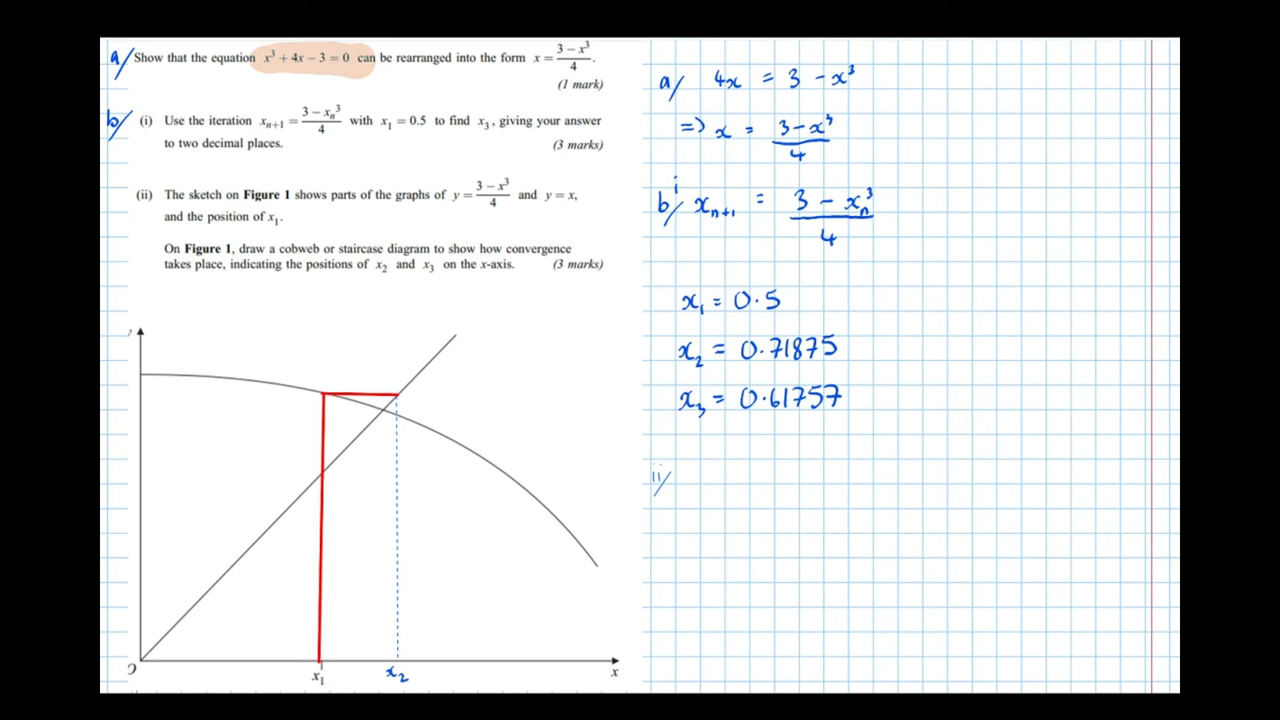 a/ Show that the equation x³ + 4x − 3 = 0 can be rearranged into the form x = (3 − x³)/4.
(1 mark)
b/ (i) Use the iteration xₙ₊₁ = (3 − xₙ³)/4 with x₁ = 0.5 to find x₃, giving your answer
to two decimal places. (3 marks)
(ii) The sketch on Figure 1 shows parts of the graphs of y = (3 − x³)/4 and y = x,
and the position of x₁.
On Figure 1, draw a cobweb or staircase diagram to show how convergence
takes place, indicating the positions of x₂ and x₃ on the x-axis. (3 marks)
x₁ x₂ x
a/ 4x = 3 − x³
⇒ x = (3 − x³)/4
b/ i xₙ₊₁ = (3 − xₙ³)/4
x₁ = 0.5
x₂ = 0.71875
x₃ = 0.61757
ii/